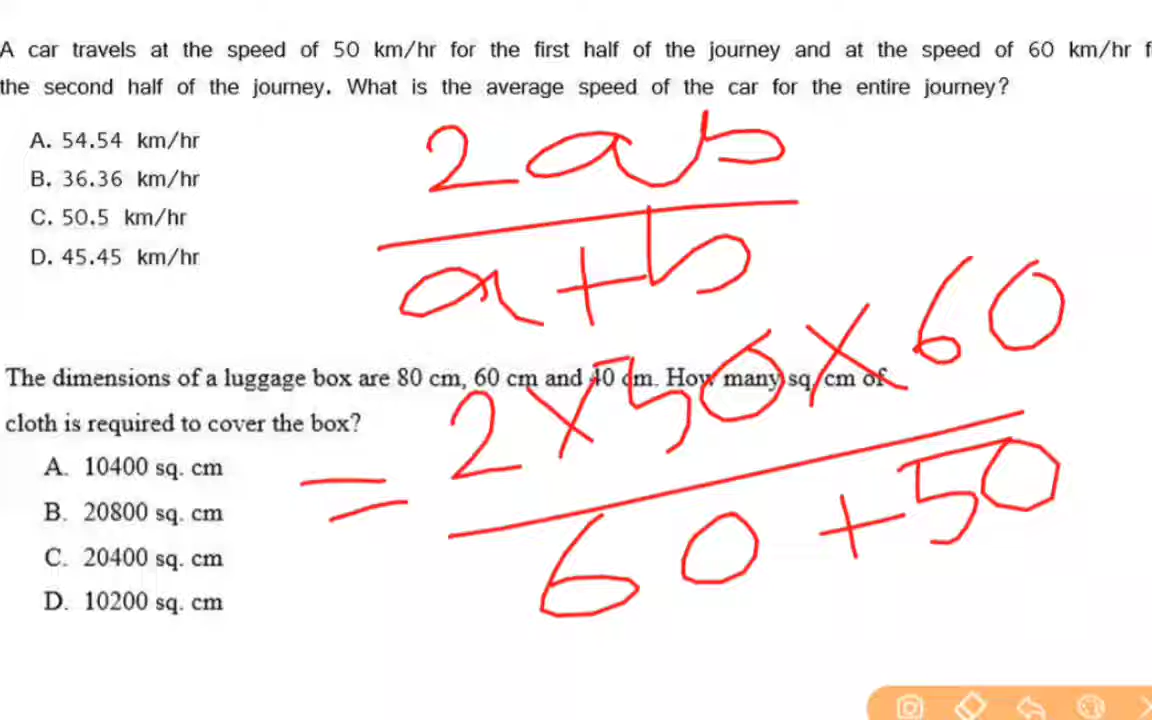 A car travels at the speed of 50 km/hr for the first half of the journey and at the speed of 60 km/hr f
the second half of the journey. What is the average speed of the car for the entire journey?
A. 54.54 km/hr
B. 36.36 km/hr
C. 50.5 km/hr
D. 45.45 km/hr
2ab
a+b
The dimensions of a luggage box are 80 cm, 60 cm and 40 cm. How many sq. cm of
cloth is required to cover the box?
A. 10400 sq. cm
B. 20800 sq. cm
C. 20400 sq. cm
D. 10200 sq. cm
= 2×50×60
60+50